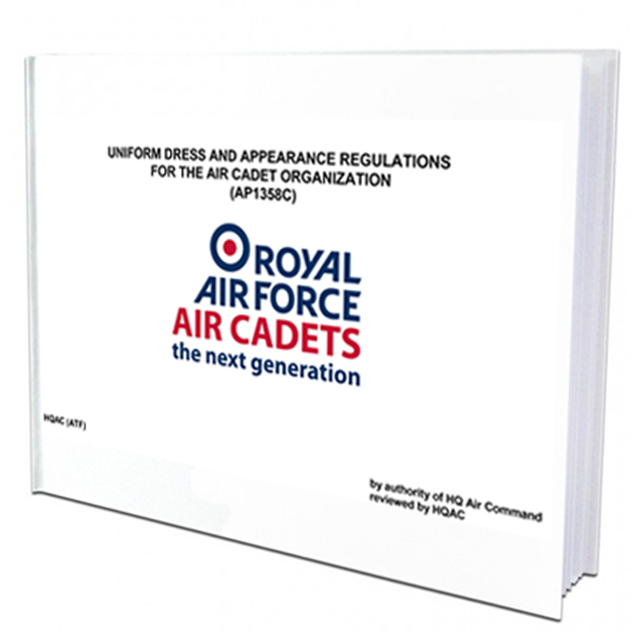 UNIFORM DRESS AND APPEARANCE REGULATIONS
FOR THE AIR CADET ORGANIZATION
(AP1358C)
ROYAL
AIR FORCE
AIR CADETS
the next generation
HQAC (ATF)
by authority of HQ Air Command
reviewed by HQAC